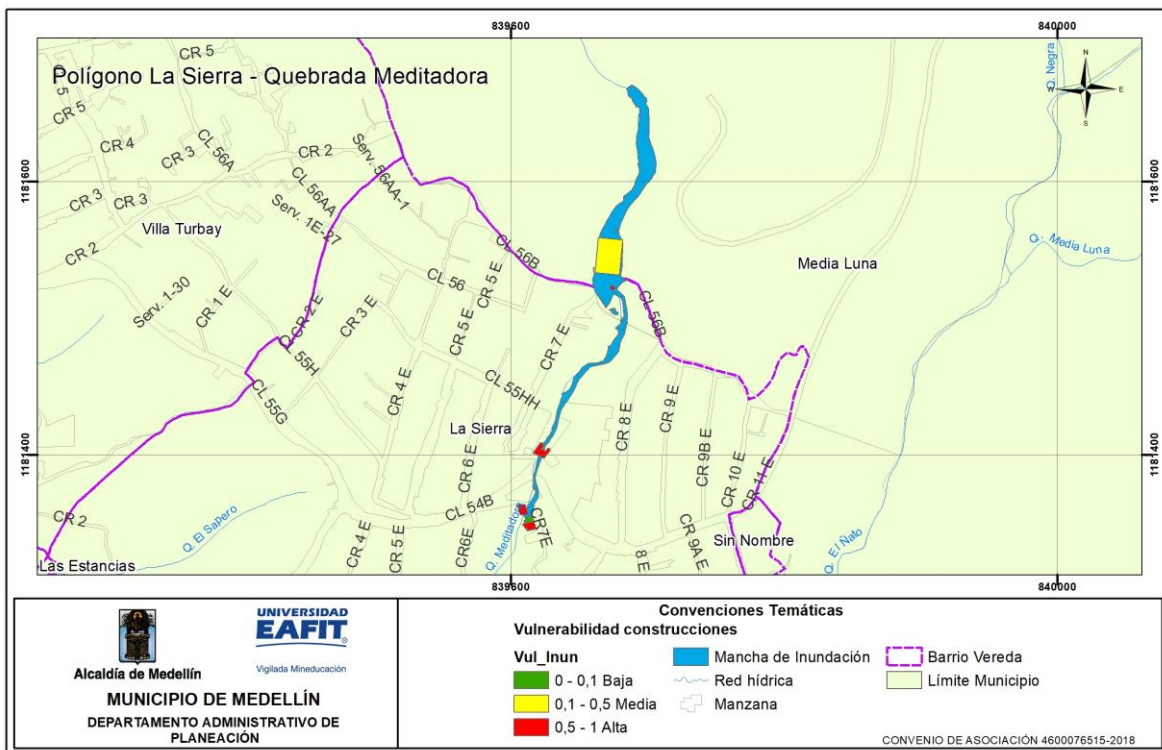 839600
840000
Polígono La Sierra - Quebrada Meditadora
CR 5
CR 5
CR 4
CR 3
CR 3
CR 3
CR 2
CR 2
CL 56A
CL 56AA
Serv. 56AA-1
Serv. 1E-27
Villa Turbay
Serv. 1-30
CR 1 E
CR 2 E
CR 3 E
CL 55H
CL 55G
CL 56
CR 5 E
CR 5 E
CL 56B
CL 56B
CR 7 E
CL 55HH
CR 4 E
La Sierra
CR 6 E
CL 54B
CR 8 E
CR 9 E
CR 9B E
CR 10 E
CR 11 E
Media Luna
Q. Negra
Q. Media Luna
N
E
S
1181600
1181600
1181400
1181400
CR 2
Q. El Sapero
Las Estancias
CR 4 E
CR 5 E
CR6E
Q. Meditadora
CR7E
8 E
CR 9A E
Sin Nombre
Q. El Ñato
839600
840000
Alcaldía de Medellín
UNIVERSIDAD
EAFIT
Vigilada Mineducación
MUNICIPIO DE MEDELLÍN
DEPARTAMENTO ADMINISTRATIVO DE
PLANEACIÓN
Convenciones Temáticas
Vulnerabilidad construcciones
Vul_Inun
0 - 0,1 Baja
0,1 - 0,5 Media
0,5 - 1 Alta
Mancha de Inundación
Red hídrica
Manzana
Barrio Vereda
Límite Municipio
CONVENIO DE ASOCIACIÓN 4600076515-2018